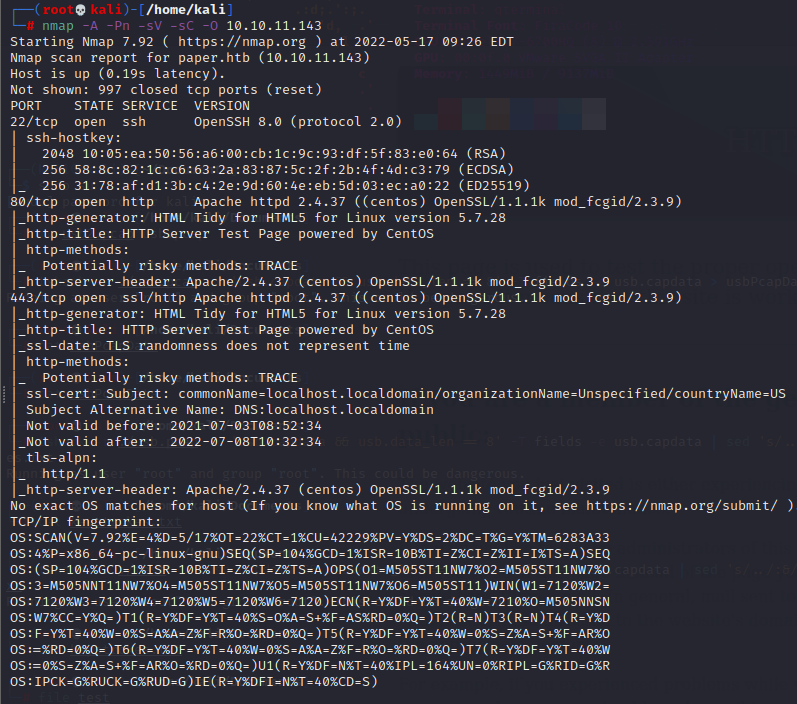 ┌──(root💀kali)-[/home/kali]
└─# nmap -A -Pn -sV -sC -O 10.10.11.143
Starting Nmap 7.92 ( https://nmap.org ) at 2022-05-17 09:26 EDT
Nmap scan report for paper.htb (10.10.11.143)
Host is up (0.19s latency).
Not shown: 997 closed tcp ports (reset)
PORT    STATE SERVICE  VERSION
22/tcp  open  ssh      OpenSSH 8.0 (protocol 2.0)
| ssh-hostkey:
|   2048 10:05:ea:50:56:a6:00:cb:1c:9c:93:df:5f:83:e0:64 (RSA)
|   256 58:8c:82:1c:c6:63:2a:83:87:5c:2f:2b:4f:4d:c3:79 (ECDSA)
|_  256 31:78:af:d1:3b:c4:2e:9d:60:4e:eb:5d:03:ec:a0:22 (ED25519)
80/tcp  open  http     Apache httpd 2.4.37 ((centos) OpenSSL/1.1.1k mod_fcgid/2.3.9)
|_http-generator: HTML Tidy for HTML5 for Linux version 5.7.28
|_http-title: HTTP Server Test Page powered by CentOS
| http-methods:
|_  Potentially risky methods: TRACE
|_http-server-header: Apache/2.4.37 (centos) OpenSSL/1.1.1k mod_fcgid/2.3.9
443/tcp open  ssl/http Apache httpd 2.4.37 ((centos) OpenSSL/1.1.1k mod_fcgid/2.3.9)
|_http-generator: HTML Tidy for HTML5 for Linux version 5.7.28
|_http-title: HTTP Server Test Page powered by CentOS
|_ssl-date: TLS randomness does not represent time
| http-methods:
|_  Potentially risky methods: TRACE
| ssl-cert: Subject: commonName=localhost.localdomain/organizationName=Unspecified/countryName=US
| Subject Alternative Name: DNS:localhost.localdomain
| Not valid before: 2021-07-03T08:52:34
|_Not valid after:  2022-07-08T10:32:34
| tls-alpn:
|_  http/1.1
|_http-server-header: Apache/2.4.37 (centos) OpenSSL/1.1.1k mod_fcgid/2.3.9
No exact OS matches for host (If you know what OS is running on it, see https://nmap.org/submit/ ).
TCP/IP fingerprint:
OS:SCAN(V=7.92%E=4%D=5/17%OT=22%CT=1%CU=42229%PV=Y%DS=2%DC=T%G=Y%TM=6283A33
OS:4%P=x86_64-pc-linux-gnu)SEQ(SP=104%GCD=1%ISR=10B%TI=Z%CI=Z%II=I%TS=A)SEQ
OS:(SP=104%GCD=1%ISR=10B%TI=Z%CI=Z%TS=A)OPS(O1=M505ST11NW7%O2=M505ST11NW7%O
OS:3=M505NNT11NW7%O4=M505ST11NW7%O5=M505ST11NW7%O6=M505ST11)WIN(W1=7120%W2=
OS:7120%W3=7120%W4=7120%W5=7120%W6=7120)ECN(R=Y%DF=Y%T=40%W=7210%O=M505NNSN
OS:W7%CC=Y%Q=)T1(R=Y%DF=Y%T=40%S=O%A=S+%F=AS%RD=0%Q=)T2(R=N)T3(R=N)T4(R=Y%D
OS:F=Y%T=40%W=0%S=A%A=Z%F=R%O=%RD=0%Q=)T5(R=Y%DF=Y%T=40%W=0%S=Z%A=S+%F=AR%O
OS:=%RD=0%Q=)T6(R=Y%DF=Y%T=40%W=0%S=A%A=Z%F=R%O=%RD=0%Q=)T7(R=Y%DF=Y%T=40%W
OS:=0%S=Z%A=S+%F=AR%O=%RD=0%Q=)U1(R=Y%DF=N%T=40%IPL=164%UN=0%RIPL=G%RID=G%R
OS:IPCK=G%RUCK=G%RUD=G)IE(R=Y%DFI=N%T=40%CD=S)